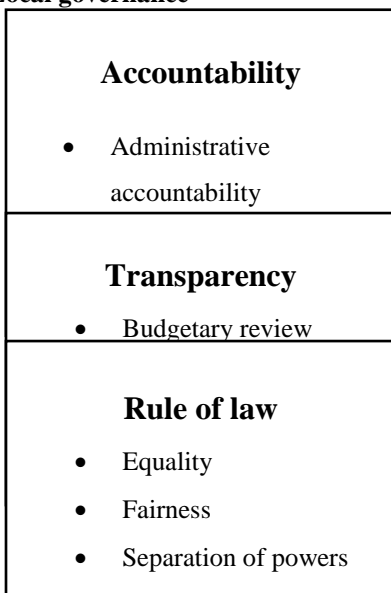 Local governance
Accountability
• Administrative
accountability
Transparency
• Budgetary review
Rule of law
• Equality
• Fairness
• Separation of powers